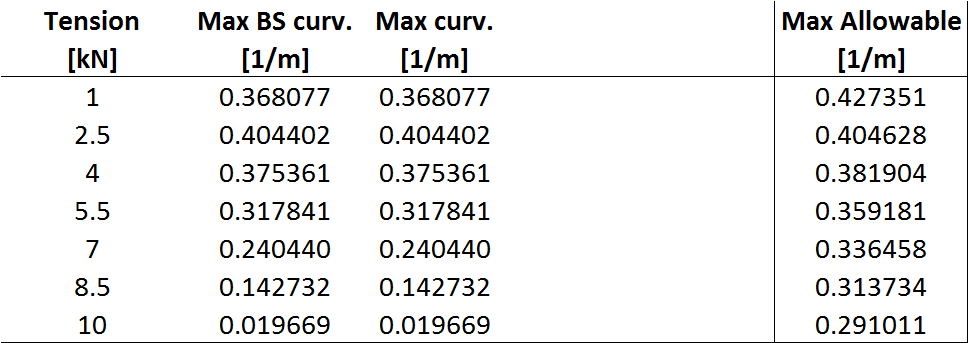 Tension Max BS curv. Max curv. Max Allowable
[kN] [1/m] [1/m] [1/m]
1 0.368077 0.368077 0.427351
2.5 0.404402 0.404402 0.404628
4 0.375361 0.375361 0.381904
5.5 0.317841 0.317841 0.359181
7 0.240440 0.240440 0.336458
8.5 0.142732 0.142732 0.313734
10 0.019669 0.019669 0.291011